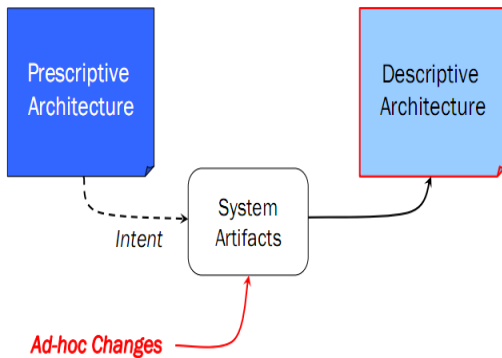 Prescriptive
Architecture
Descriptive
Architecture
System
Artifacts
Intent
Ad-hoc Changes